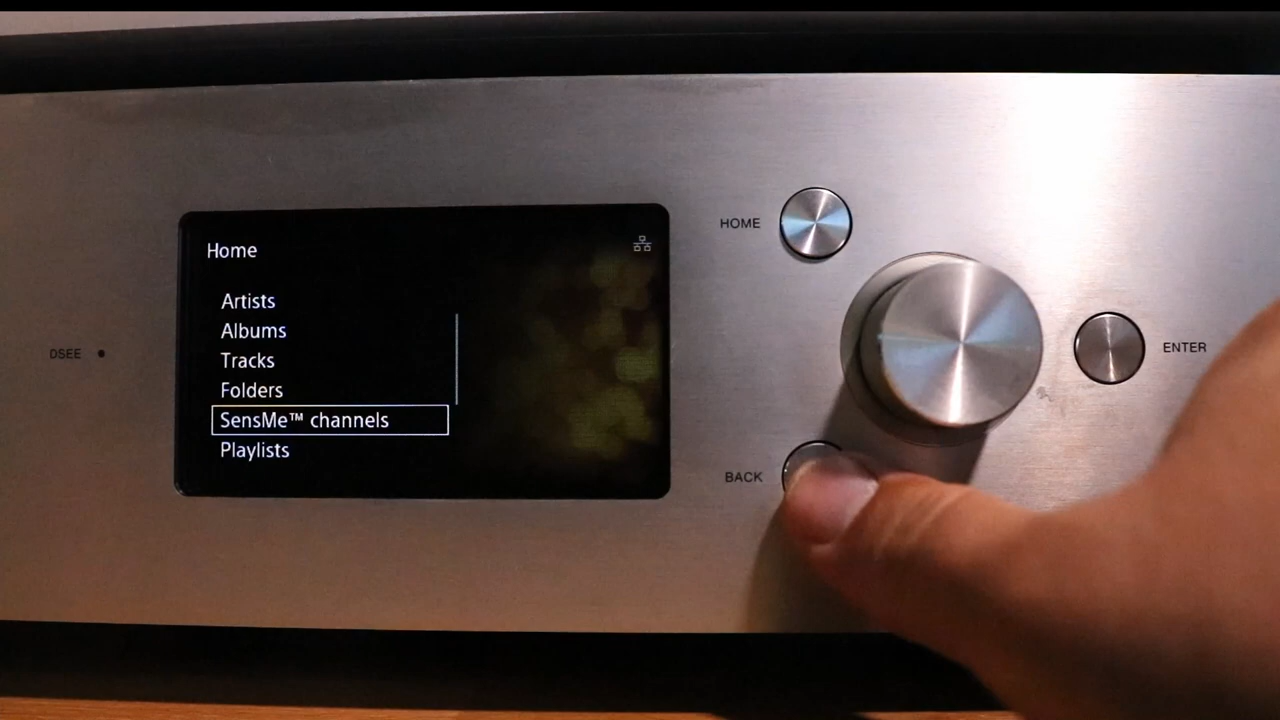 HOME
Home
Artists
Albums
Tracks
DSEE
ENTER
Folders
SensMe™ channels
Playlists
BACK